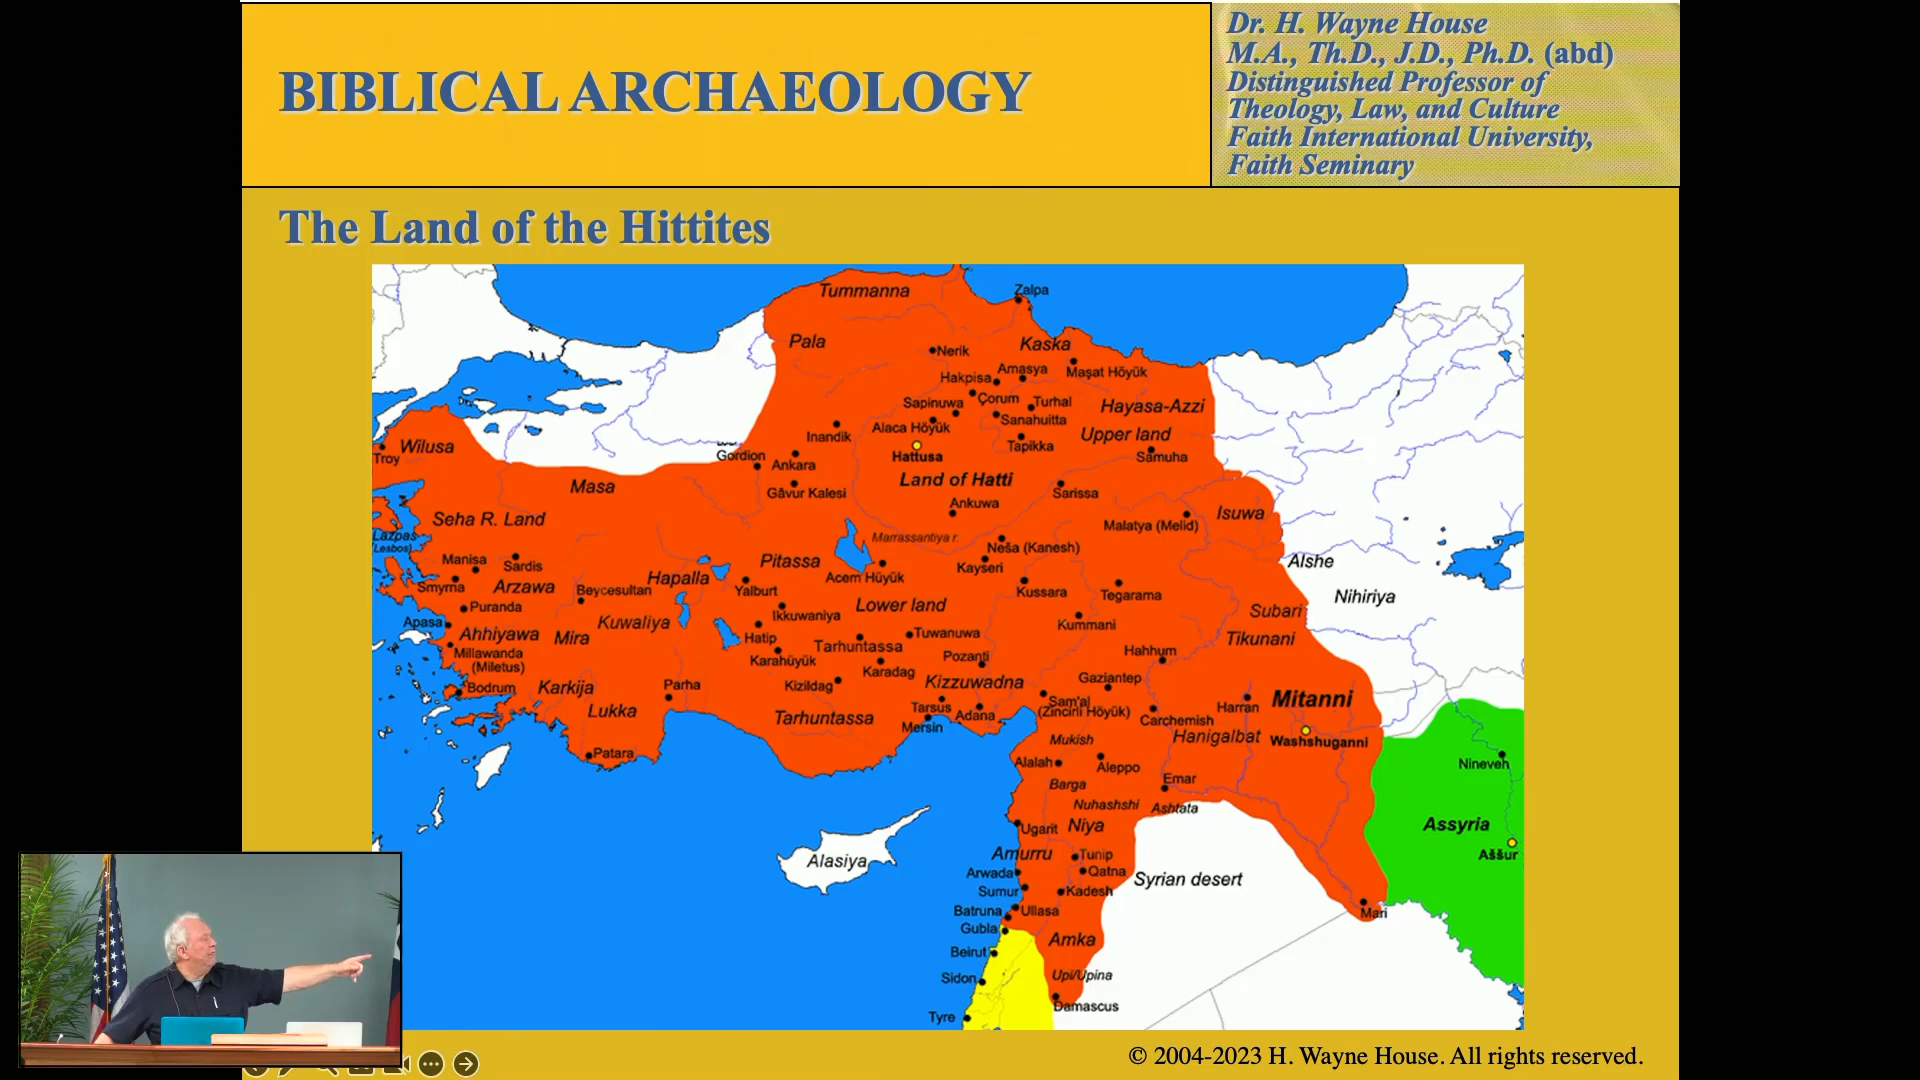 BIBLICAL ARCHAEOLOGY
Dr. H. Wayne House
M.A., Th.D., J.D., Ph.D. (abd)
Distinguished Professor of
Theology, Law, and Culture
Faith International University,
Faith Seminary
The Land of the Hittites
Tummanna
Zalpa
Pala
Nerik
Kaska
Hakpisa
Amasya
Maşat Höyük
Sapinuwa
Çorum
Turhal
Hayasa-Azzi
Sanahuitta
Inandik
Alaca Höyük
Upper land
Wilusa
Troy
Gordion
Ankara
Hattusa
Tapikka
Samuha
Masa
Gâvur Kalesi
Land of Hatti
Sarissa
Ankuwa
Isuwa
Seha R. Land
Malatya (Melid)
Lazpas
(Lesbos)
Marrassantiya r.
Neša (Kanesh)
Alshe
Manisa
Sardis
Pitassa
Kayseri
Smyrna
Arzawa
Beycesultan
Hapalla
Yalburt
Acem Hüyük
Kussara
Tegarama
Nihiriya
Puranda
Ikkuwaniya
Lower land
Subari
Apasa
Ahhiyawa
Mira
Kuwaliya
Hatip
Tarhuntassa
Tuwanuwa
Kummani
Tikunani
Millawanda
(Miletus)
Karahüyük
Karadag
Pozanti
Hahhum
Bodrum
Karkija
Parha
Kizildag
Kizzuwadna
Gaziantep
Mitanni
Lukka
Tarhuntassa
Tarsus
Mersin
Adana
Sam'al
(Zincirli Höyük)
Carchemish
Harran
Hanigalbat
Washshuganni
Patara
Mukish
Alalah
Aleppo
Nineveh
Barga
Emar
Nuhashshi
Ashtata
Ugarit
Niya
Assyria
Alasiya
Amurru
Tunip
Aššur
Arwada
Qatna
Syrian desert
Sumur
Kadesh
Batruna
Ullasa
Mari
Gubla
Amka
Beirut
Sidon
Upi/Upina
Damascus
Tyre
© 2004-2023 H. Wayne House. All rights reserved.